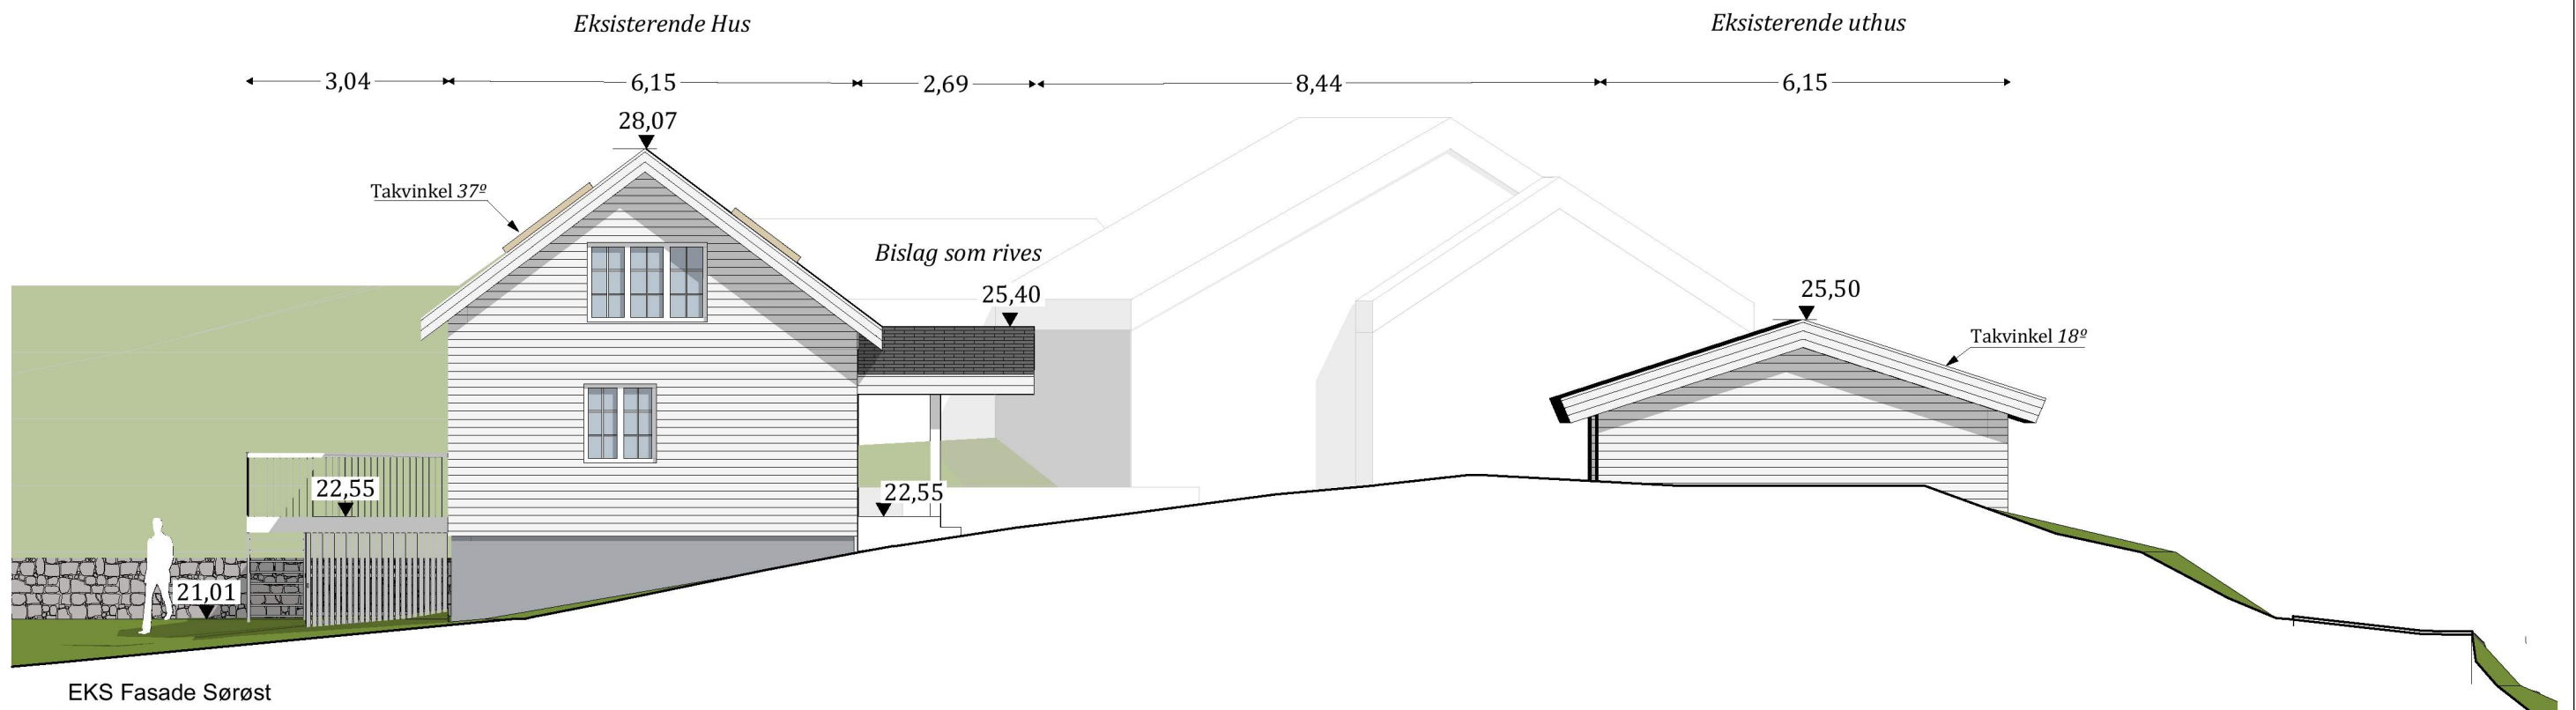 Eksisterende Hus
Eksisterende uthus
3,04
6,15
2,69
8,44
6,15
28,07
Takvinkel 37º
Bislag som rives
25,40
25,50
Takvinkel 18º
22,55
22,55
21,01
EKS Fasade Sørøst